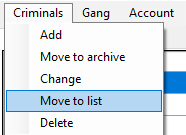 Criminals Gang Account
Add
Move to archive
Change
Move to list
Delete